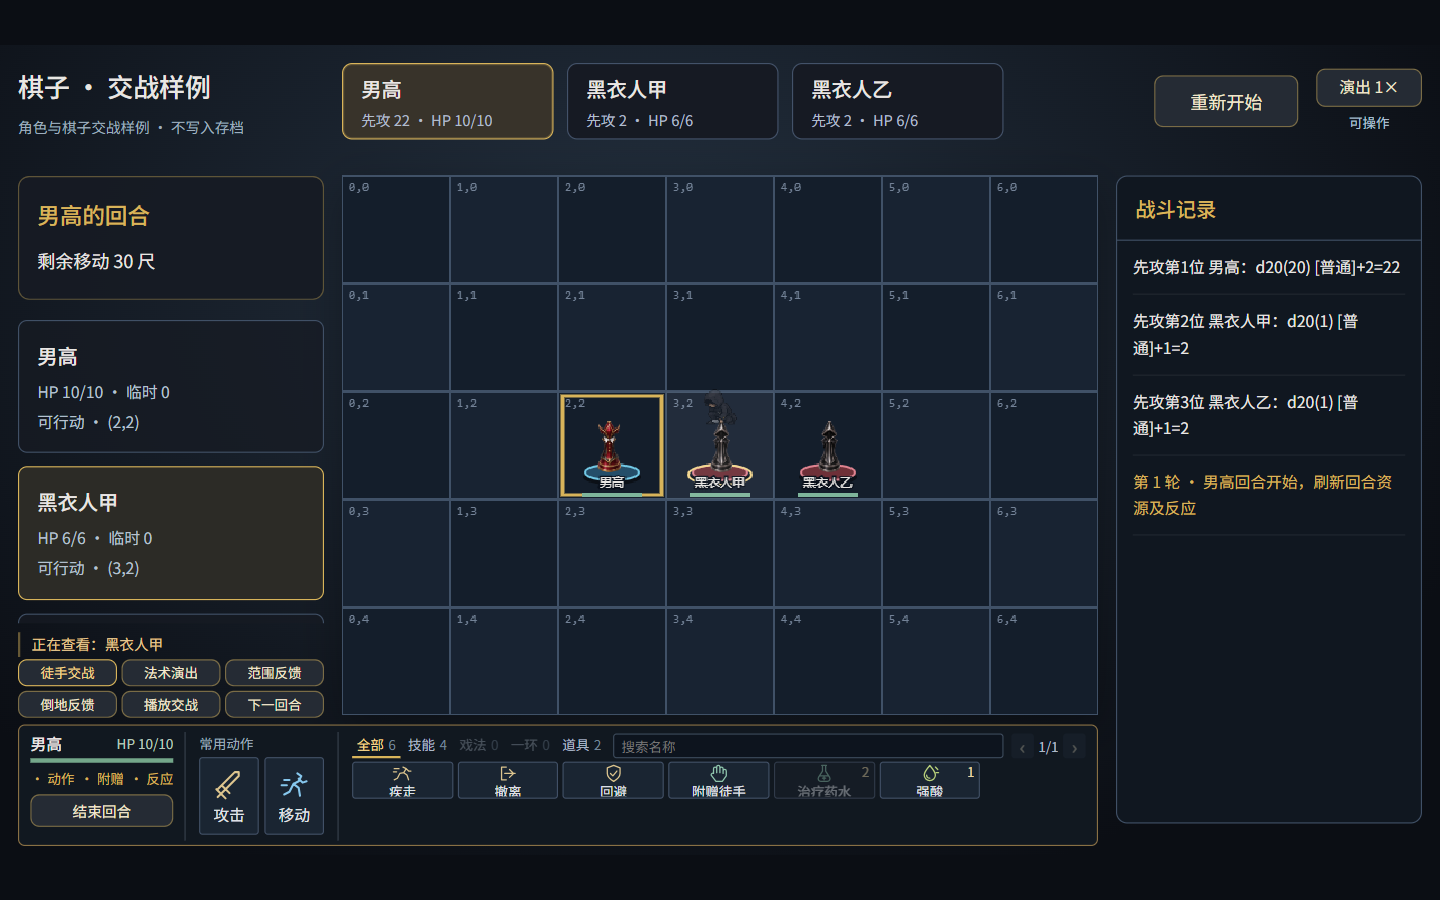 棋子 · 交战样例
角色与棋子交战样例 · 不写入存档
男高
先攻 22 · HP 10/10
黑衣人甲
先攻 2 · HP 6/6
黑衣人乙
先攻 2 · HP 6/6
重新开始
演出 1×
可操作
男高的回合
剩余移动 30 尺
男高
HP 10/10 · 临时 0
可行动 · (2,2)
黑衣人甲
HP 6/6 · 临时 0
可行动 · (3,2)
正在查看：黑衣人甲
徒手交战 法术演出 范围反馈
倒地反馈 播放交战 下一回合
0,0 1,0 2,0 3,0 4,0 5,0 6,0
0,1 1,1 2,1 3,1 4,1 5,1 6,1
0,2 1,2 2,2 3,2 4,2 5,2 6,2
男高 黑衣人甲 黑衣人乙
0,3 1,3 2,3 3,3 4,3 5,3 6,3
0,4 1,4 2,4 3,4 4,4 5,4 6,4
战斗记录
先攻第1位 男高：d20(20) [普通]+2=22
先攻第2位 黑衣人甲：d20(1) [普
通]+1=2
先攻第3位 黑衣人乙：d20(1) [普
通]+1=2
第 1 轮 · 男高回合开始，刷新回合资
源及反应
男高 HP 10/10
· 动作 · 附赠 · 反应
结束回合
常用动作
攻击 移动
全部 6 技能 4 戏法 0 一环 0 道具 2 搜索名称 ‹ 1/1 ›
疾走 撤离 回避 附赠徒手 治疗药水 2 强酸 1